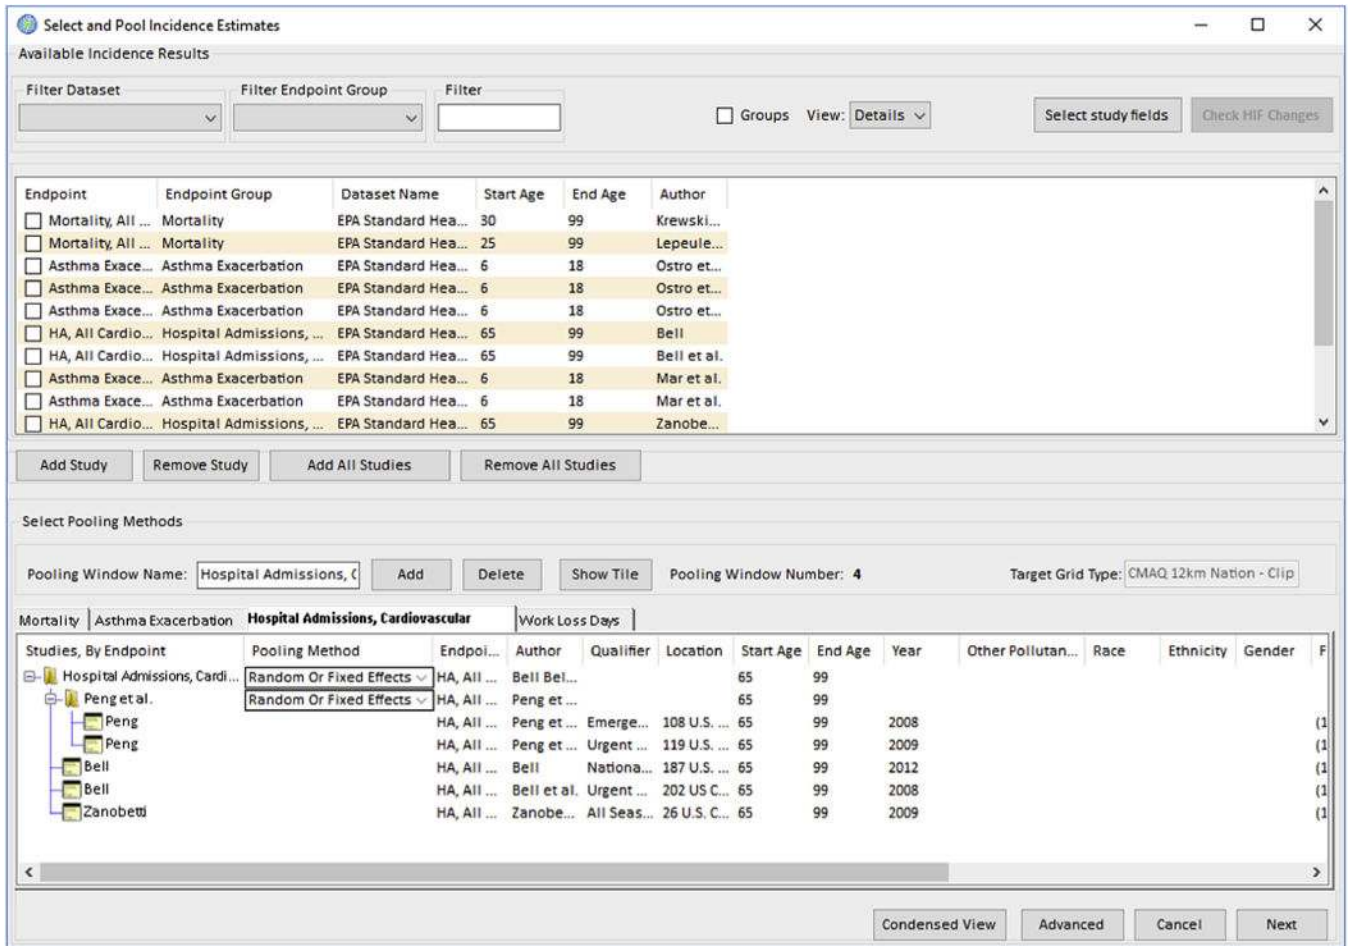 Select and Pool Incidence Estimates
Available Incidence Results
Filter Dataset Filter Endpoint Group Filter
Groups View: Details Select study fields Check HIF Changes
Endpoint Endpoint Group Dataset Name Start Age End Age Author
Mortality, All ... Mortality EPA Standard Hea... 30 99 Krewski...
Mortality, All ... Mortality EPA Standard Hea... 25 99 Lepeule...
Asthma Exace... Asthma Exacerbation EPA Standard Hea... 6 18 Ostro et...
Asthma Exace... Asthma Exacerbation EPA Standard Hea... 6 18 Ostro et...
Asthma Exace... Asthma Exacerbation EPA Standard Hea... 6 18 Ostro et...
HA, All Cardio... Hospital Admissions, ... EPA Standard Hea... 65 99 Bell
HA, All Cardio... Hospital Admissions, ... EPA Standard Hea... 65 99 Bell et al.
Asthma Exace... Asthma Exacerbation EPA Standard Hea... 6 18 Mar et al.
Asthma Exace... Asthma Exacerbation EPA Standard Hea... 6 18 Mar et al.
HA, All Cardio... Hospital Admissions, ... EPA Standard Hea... 65 99 Zanobe...
Add Study Remove Study Add All Studies Remove All Studies
Select Pooling Methods
Pooling Window Name: Hospital Admissions, C Add Delete Show Tile Pooling Window Number: 4 Target Grid Type: CMAQ 12km Nation - Clip
Mortality Asthma Exacerbation Hospital Admissions, Cardiovascular Work Loss Days
Studies, By Endpoint Pooling Method Endpoi... Author Qualifier Location Start Age End Age Year Other Pollutan... Race Ethnicity Gender F
Hospital Admissions, Cardi... Random Or Fixed Effects HA, All ... Bell Bel... 65 99
Peng et al. Random Or Fixed Effects HA, All ... Peng et ... 65 99
Peng HA, All ... Peng et ... Emerge... 108 U.S. ... 65 99 2008 (1
Peng HA, All ... Peng et ... Urgent ... 119 U.S. ... 65 99 2009 (1
Bell HA, All ... Bell Nationa... 187 U.S. ... 65 99 2012 (1
Bell HA, All ... Bell et al. Urgent ... 202 US C... 65 99 2008 (1
Zanobetti HA, All ... Zanobe... All Seas... 26 U.S. C... 65 99 2009 (1
Condensed View Advanced Cancel Next